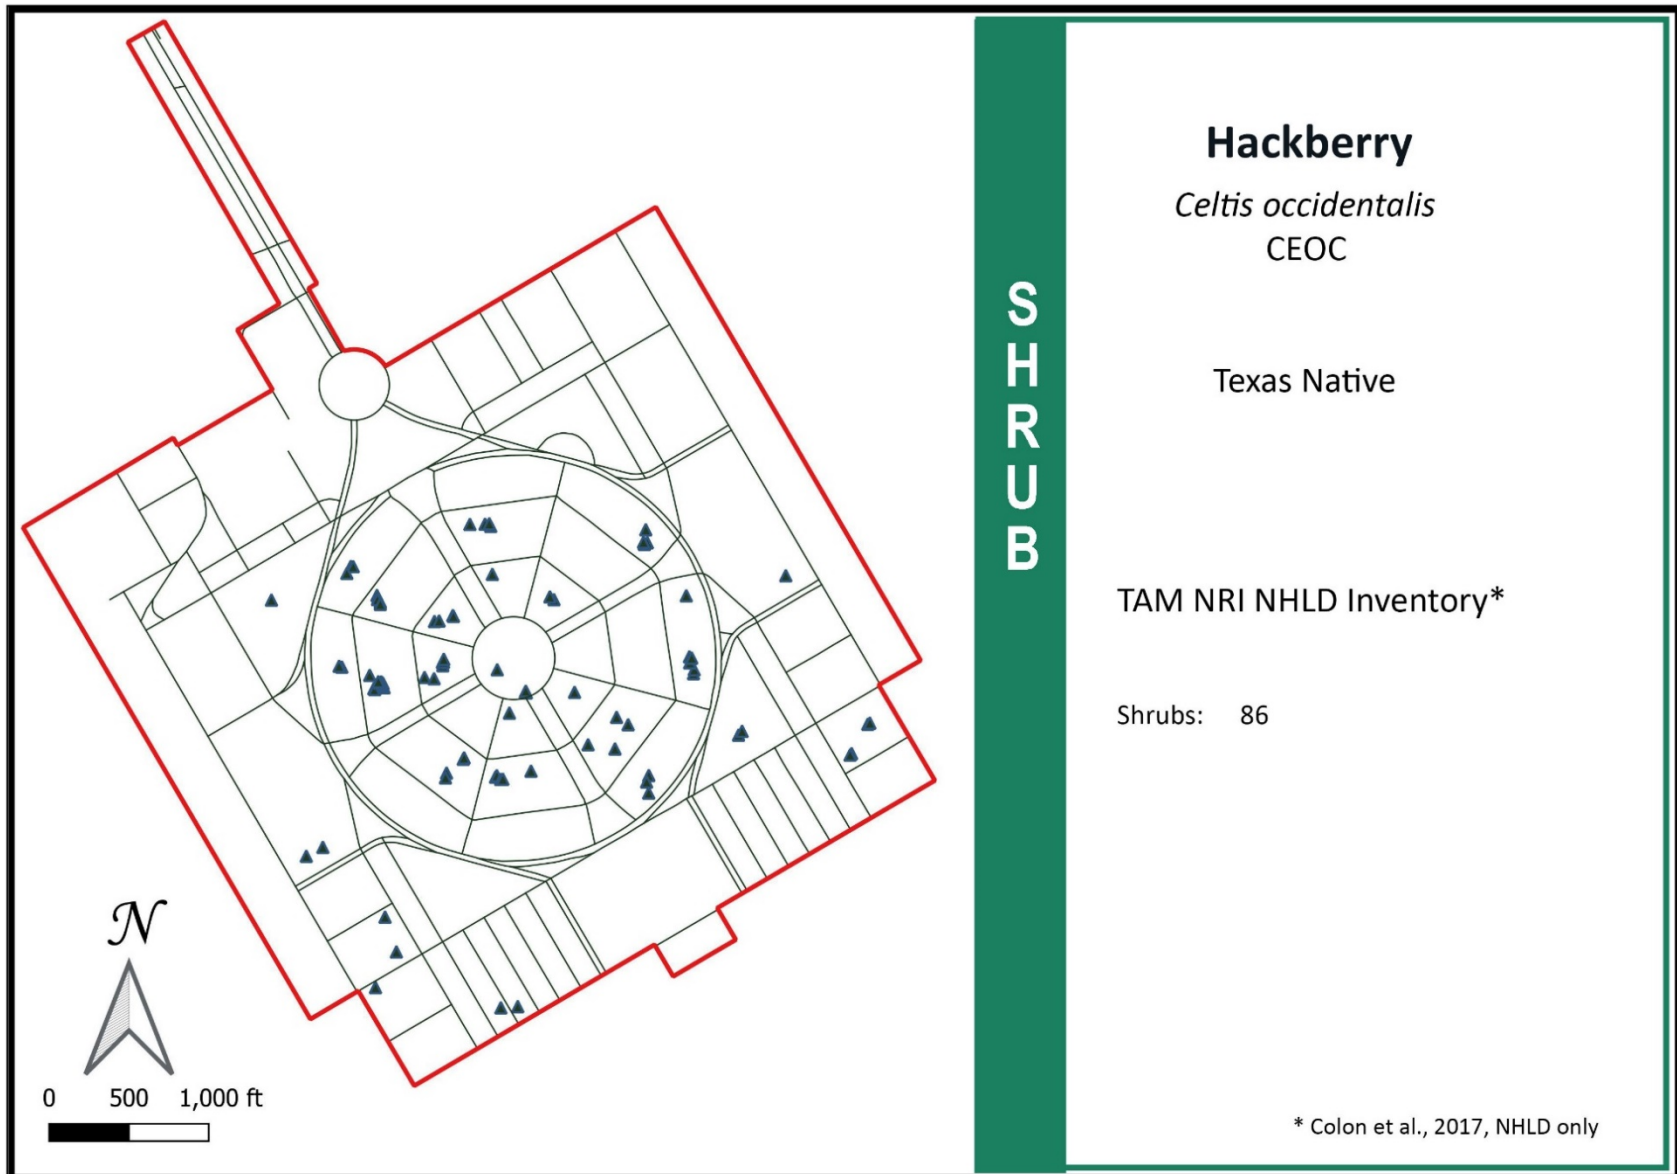 N
0 500 1,000 ft
SHRUB
Hackberry
Celtis occidentalis
CEOC
Texas Native
TAM NRI NHLD Inventory*
Shrubs: 86
* Colon et al., 2017, NHLD only